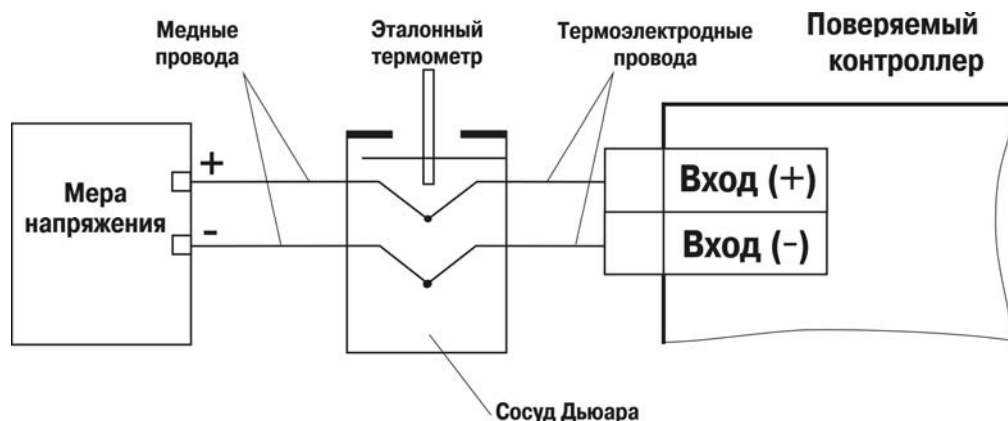 Медные
провода
Эталонный
термометр
Термоэлектродные
провода
Поверяемый
контроллер
Мера
напряжения
+
-
Вход (+)
Вход (-)
Сосуд Дьюара